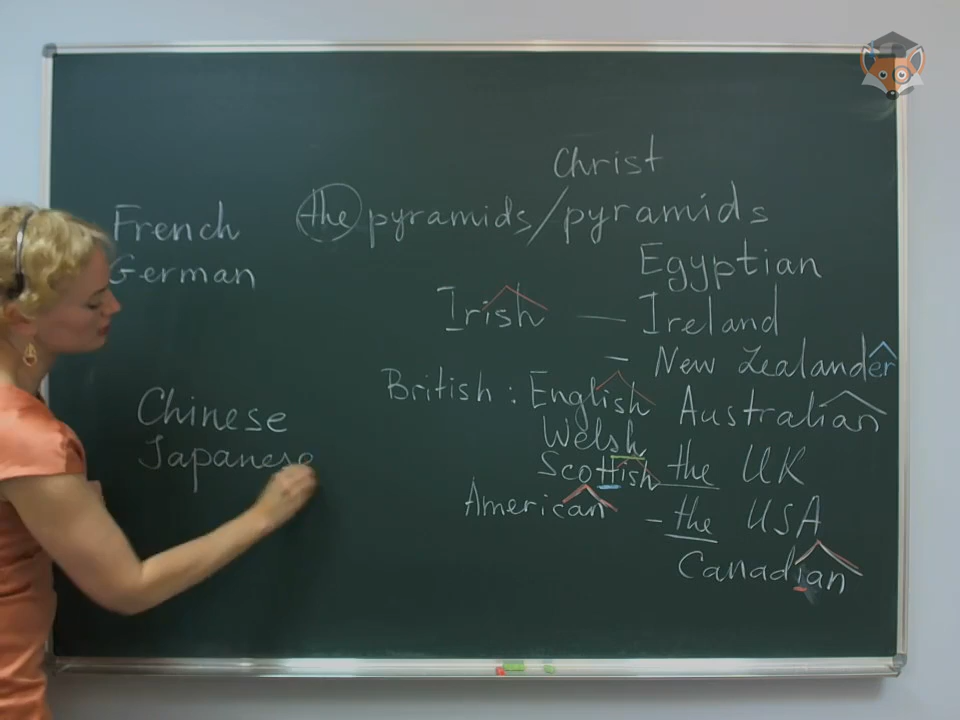 Christ
French the pyramids/pyramids
German Egyptian
Irish — Ireland
– New Zealander
British : English Australian
Chinese Welsh
Japanese Scottish the UK
American – the USA
Canadian